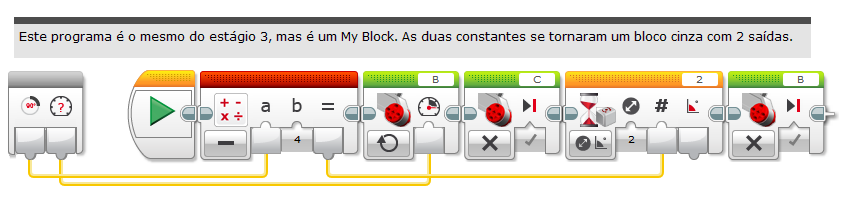 Este programa é o mesmo do estágio 3, mas é um My Block. As duas constantes se tornaram um bloco cinza com 2 saídas.
B C 2 B
90° ? a b = #
4 2